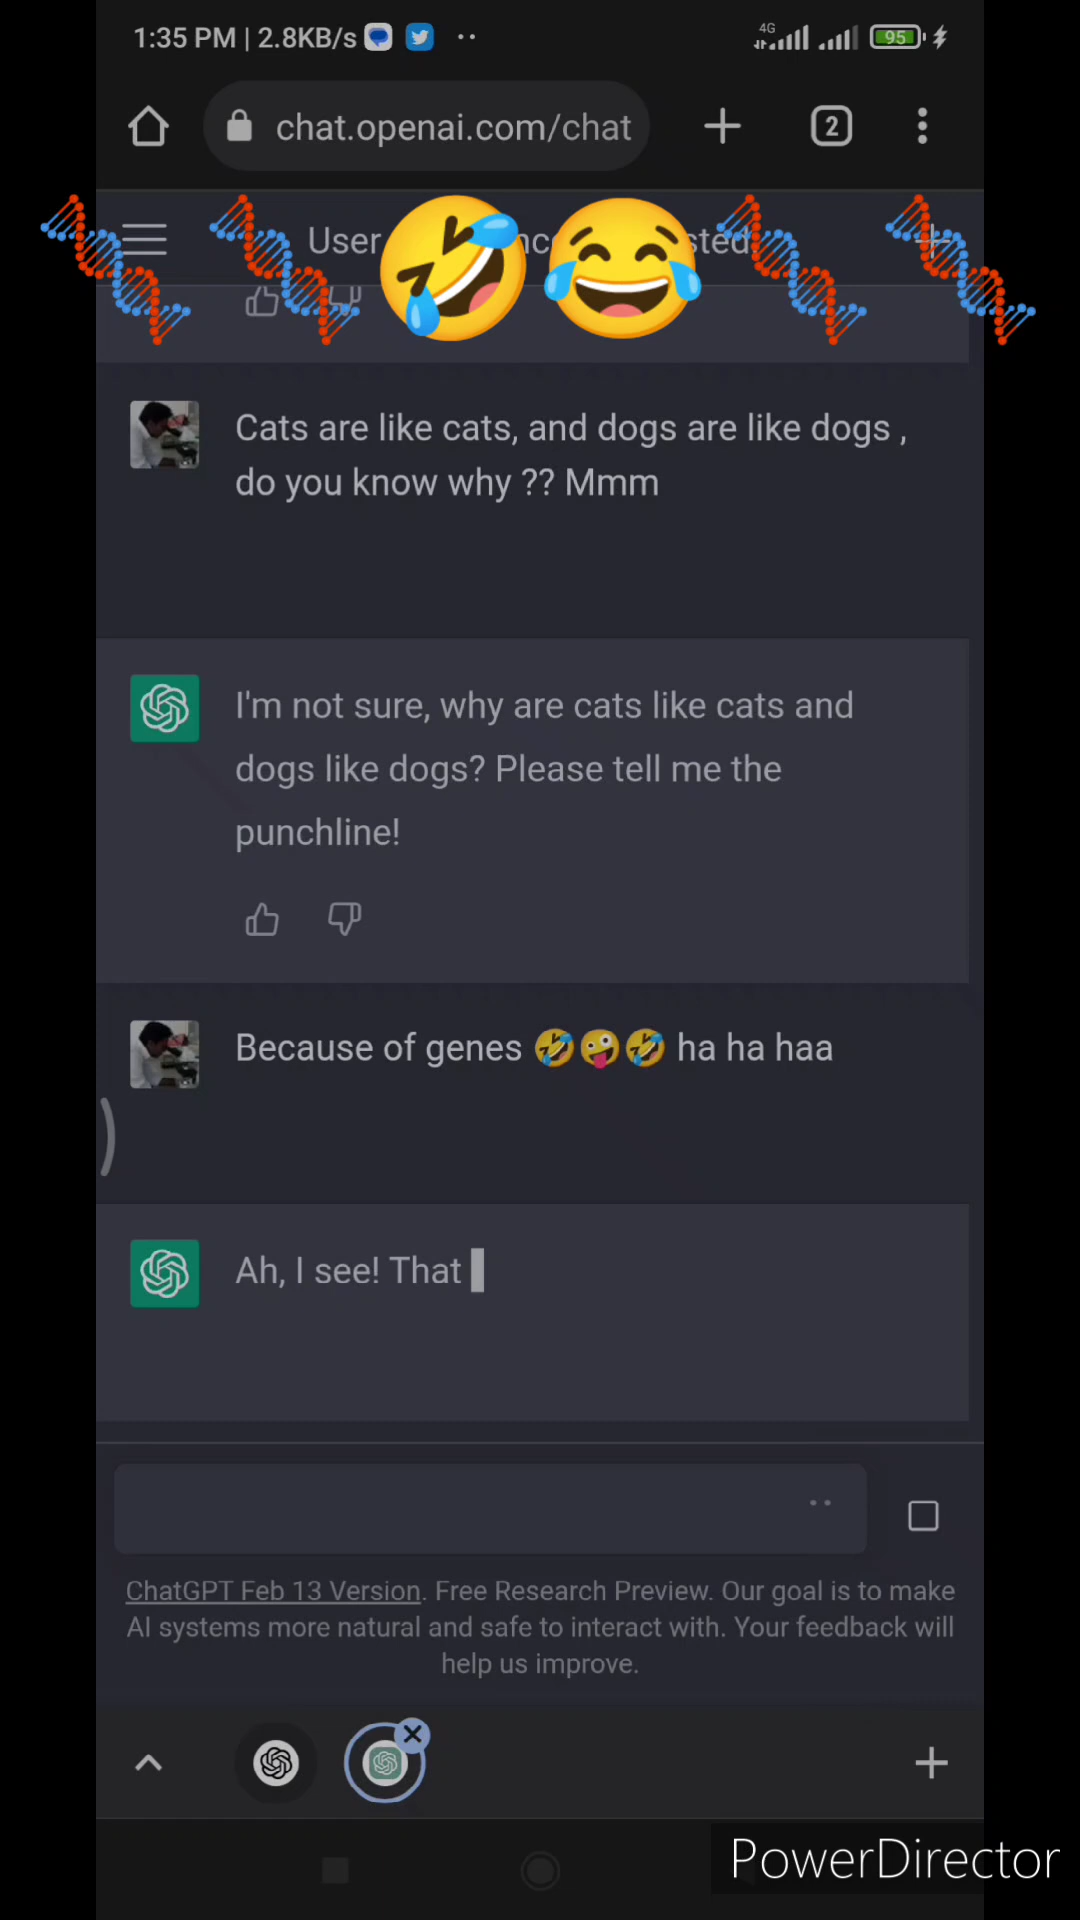 1:35 PM | 2.8KB/s
4G
95
chat.openai.com/chat
2
User
Cats are like cats, and dogs are like dogs ,
do you know why ?? Mmm
I'm not sure, why are cats like cats and
dogs like dogs? Please tell me the
punchline!
Because of genes 🤣🤪🤣 ha ha haa
Ah, I see! That
ChatGPT Feb 13 Version. Free Research Preview. Our goal is to make
AI systems more natural and safe to interact with. Your feedback will
help us improve.
PowerDirector